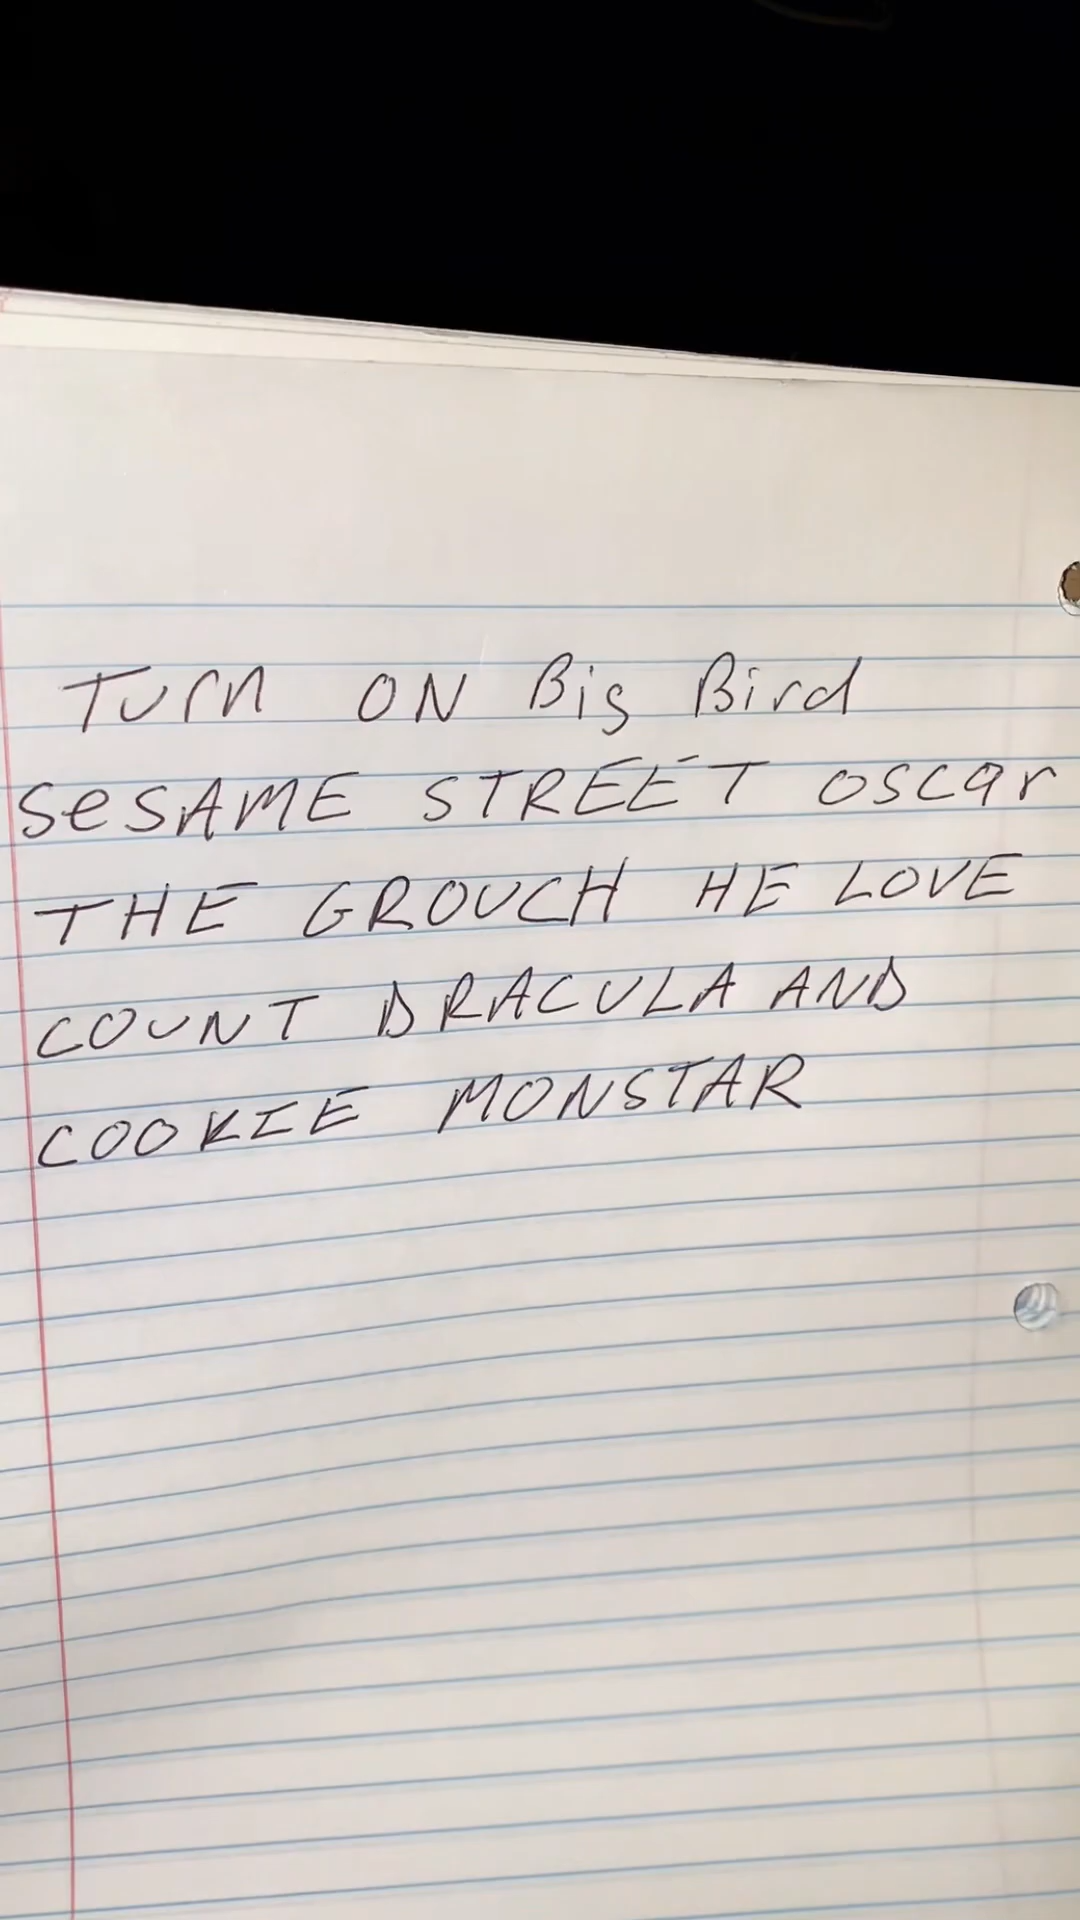 Turn ON Big Bird
SeSAME STREET OSCar
THE GROUCH HE LOVE
COUNT DRACULA AND
COOKIE MONSTAR